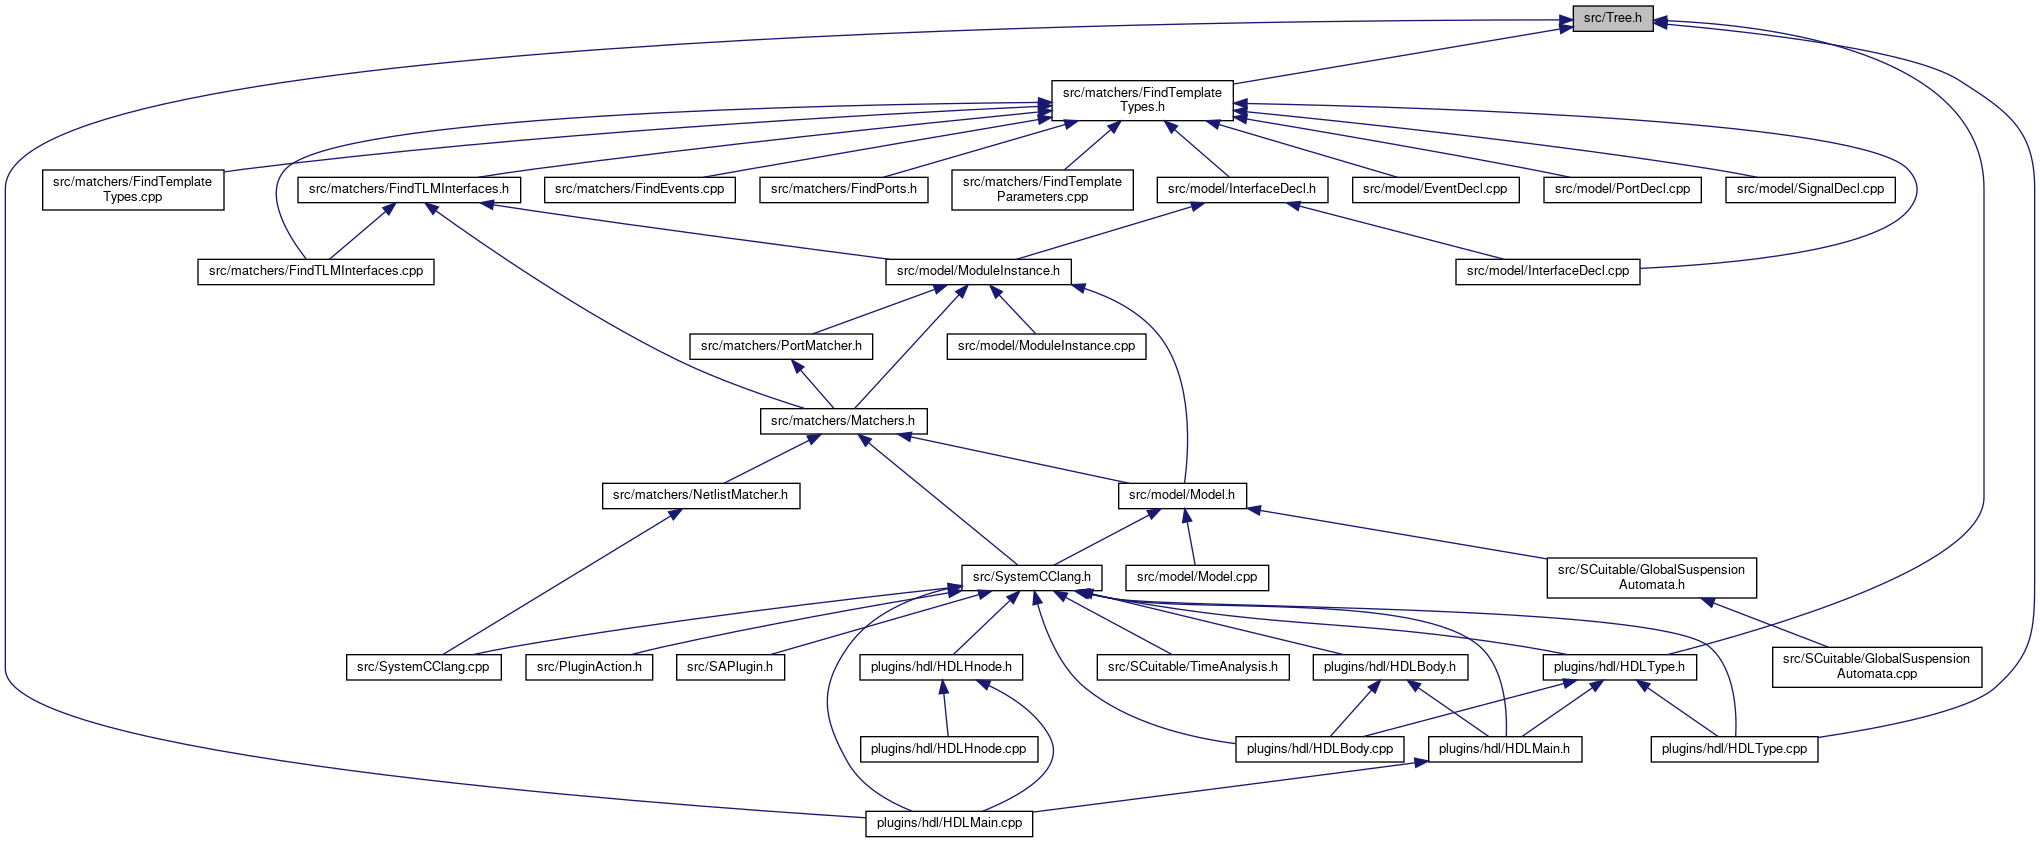 src/Tree.h
src/matchers/FindTemplate
Types.h
src/matchers/FindTemplate
Types.cpp
src/matchers/FindTLMInterfaces.h
src/matchers/FindEvents.cpp
src/matchers/FindPorts.h
src/matchers/FindTemplate
Parameters.cpp
src/model/InterfaceDecl.h
src/model/EventDecl.cpp
src/model/PortDecl.cpp
src/model/SignalDecl.cpp
src/matchers/FindTLMInterfaces.cpp
src/model/ModuleInstance.h
src/model/InterfaceDecl.cpp
src/matchers/PortMatcher.h
src/model/ModuleInstance.cpp
src/matchers/Matchers.h
src/matchers/NetlistMatcher.h
src/model/Model.h
src/SystemCClang.h
src/model/Model.cpp
src/SCuitable/GlobalSuspension
Automata.h
src/SystemCClang.cpp
src/PluginAction.h
src/SAPlugin.h
plugins/hdl/HDLHnode.h
src/SCuitable/TimeAnalysis.h
plugins/hdl/HDLBody.h
plugins/hdl/HDLType.h
src/SCuitable/GlobalSuspension
Automata.cpp
plugins/hdl/HDLHnode.cpp
plugins/hdl/HDLBody.cpp
plugins/hdl/HDLMain.h
plugins/hdl/HDLType.cpp
plugins/hdl/HDLMain.cpp